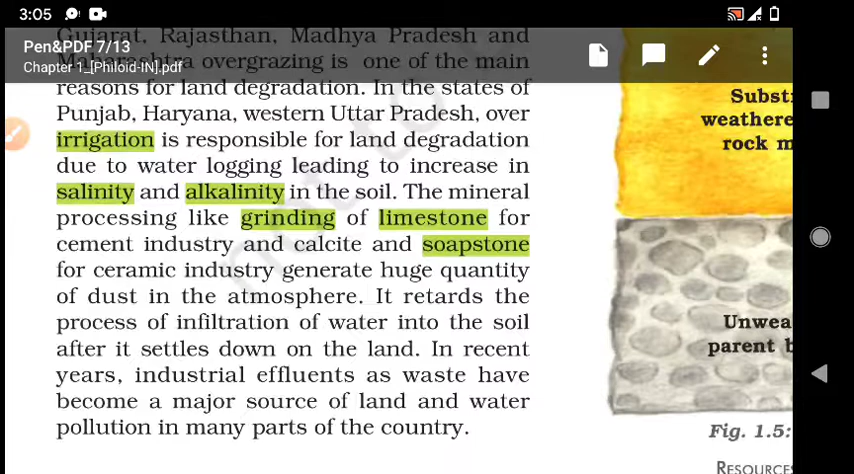 3:05
Gujarat, Rajasthan, Madhya Pradesh and
Pen&PDF 7/13
Maharashtra overgrazing is one of the main
Chapter-1_[Philoid-IN].pdf
reasons for land degradation. In the states of
Punjab, Haryana, western Uttar Pradesh, over
irrigation is responsible for land degradation
due to water logging leading to increase in
salinity and alkalinity in the soil. The mineral
processing like grinding of limestone for
cement industry and calcite and soapstone
for ceramic industry generate huge quantity
of dust in the atmosphere. It retards the
process of infiltration of water into the soil
after it settles down on the land. In recent
years, industrial effluents as waste have
become a major source of land and water
pollution in many parts of the country.
rock m
Unwea
parent b
Fig. 1.5: